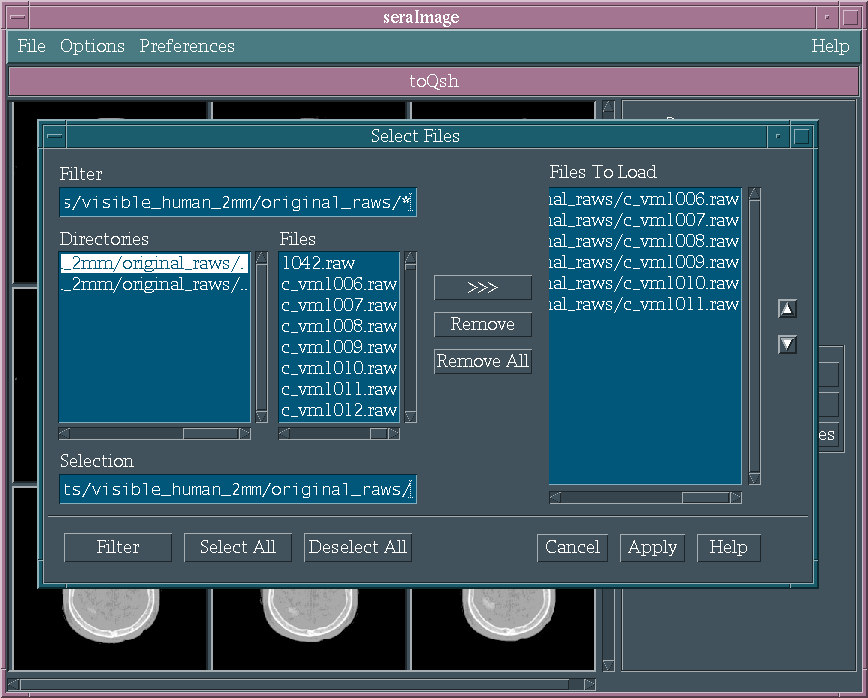 seraImage
File Options Preferences Help
toQsh
Select Files
Filter
s/visible_human_2mm/original_raws/*
Directories
._2mm/original_raws/.
._2mm/original_raws/..
Files
1042.raw
c_vm1006.raw
c_vm1007.raw
c_vm1008.raw
c_vm1009.raw
c_vm1010.raw
c_vm1011.raw
c_vm1012.raw
>>>
Remove
Remove All
Files To Load
nal_raws/c_vm1006.raw
nal_raws/c_vm1007.raw
nal_raws/c_vm1008.raw
nal_raws/c_vm1009.raw
nal_raws/c_vm1010.raw
nal_raws/c_vm1011.raw
es
Selection
ts/visible_human_2mm/original_raws/
Filter Select All Deselect All Cancel Apply Help